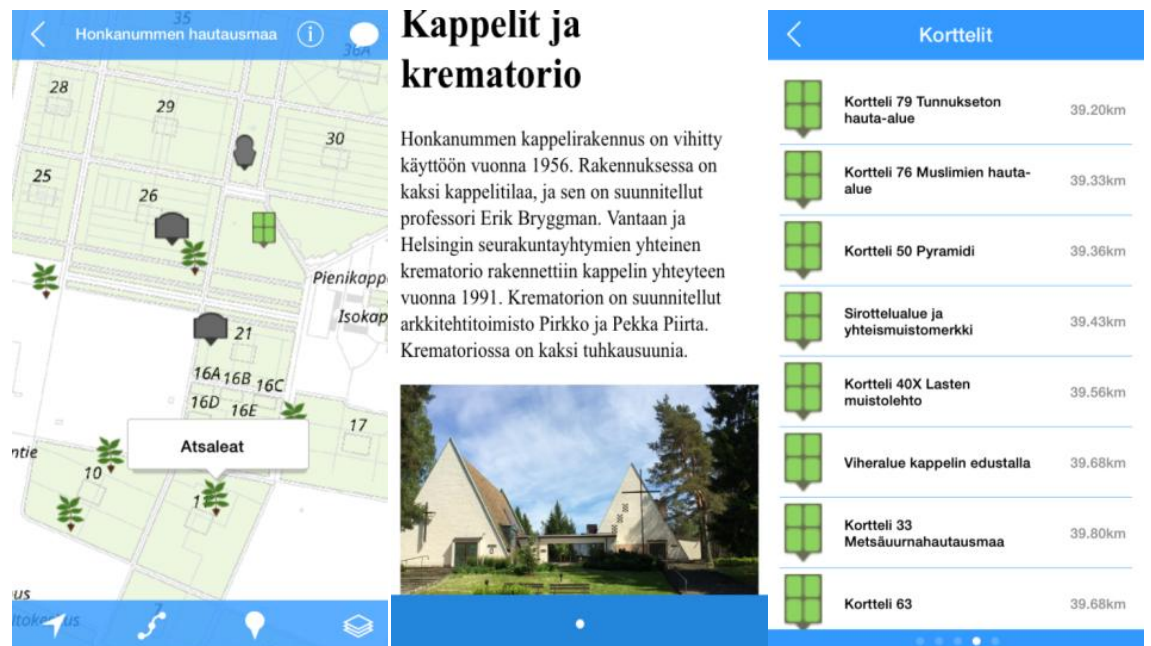 Honkanummen hautausmaa
35
36A
28
29
30
25
26
Pienikapp
Isokap
21
16A 16B 16C
16D 16E
17
ntie
Atsaleat
10
7
us
ltokeskus
Kappelit ja
krematorio
Honkanummen kappelirakennus on vihitty
käyttöön vuonna 1956. Rakennuksessa on
kaksi kappelitilaa, ja sen on suunnitellut
professori Erik Bryggman. Vantaan ja
Helsingin seurakuntayhtymien yhteinen
krematorio rakennettiin kappelin yhteyteen
vuonna 1991. Krematorion on suunnitellut
arkkitehtitoimisto Pirkko ja Pekka Piirta.
Krematoriossa on kaksi tuhkausuunia.
Korttelit
Kortteli 79 Tunnukseton
hauta-alue
39.20km
Kortteli 76 Muslimien hauta-
alue
39.33km
Kortteli 50 Pyramidi
39.36km
Sirottelualue ja
yhteismuistomerkki
39.43km
Kortteli 40X Lasten
muistolehto
39.56km
Viheralue kappelin edustalla
39.68km
Kortteli 33
Metsäuurnahautausmaa
39.80km
Kortteli 63
39.68km